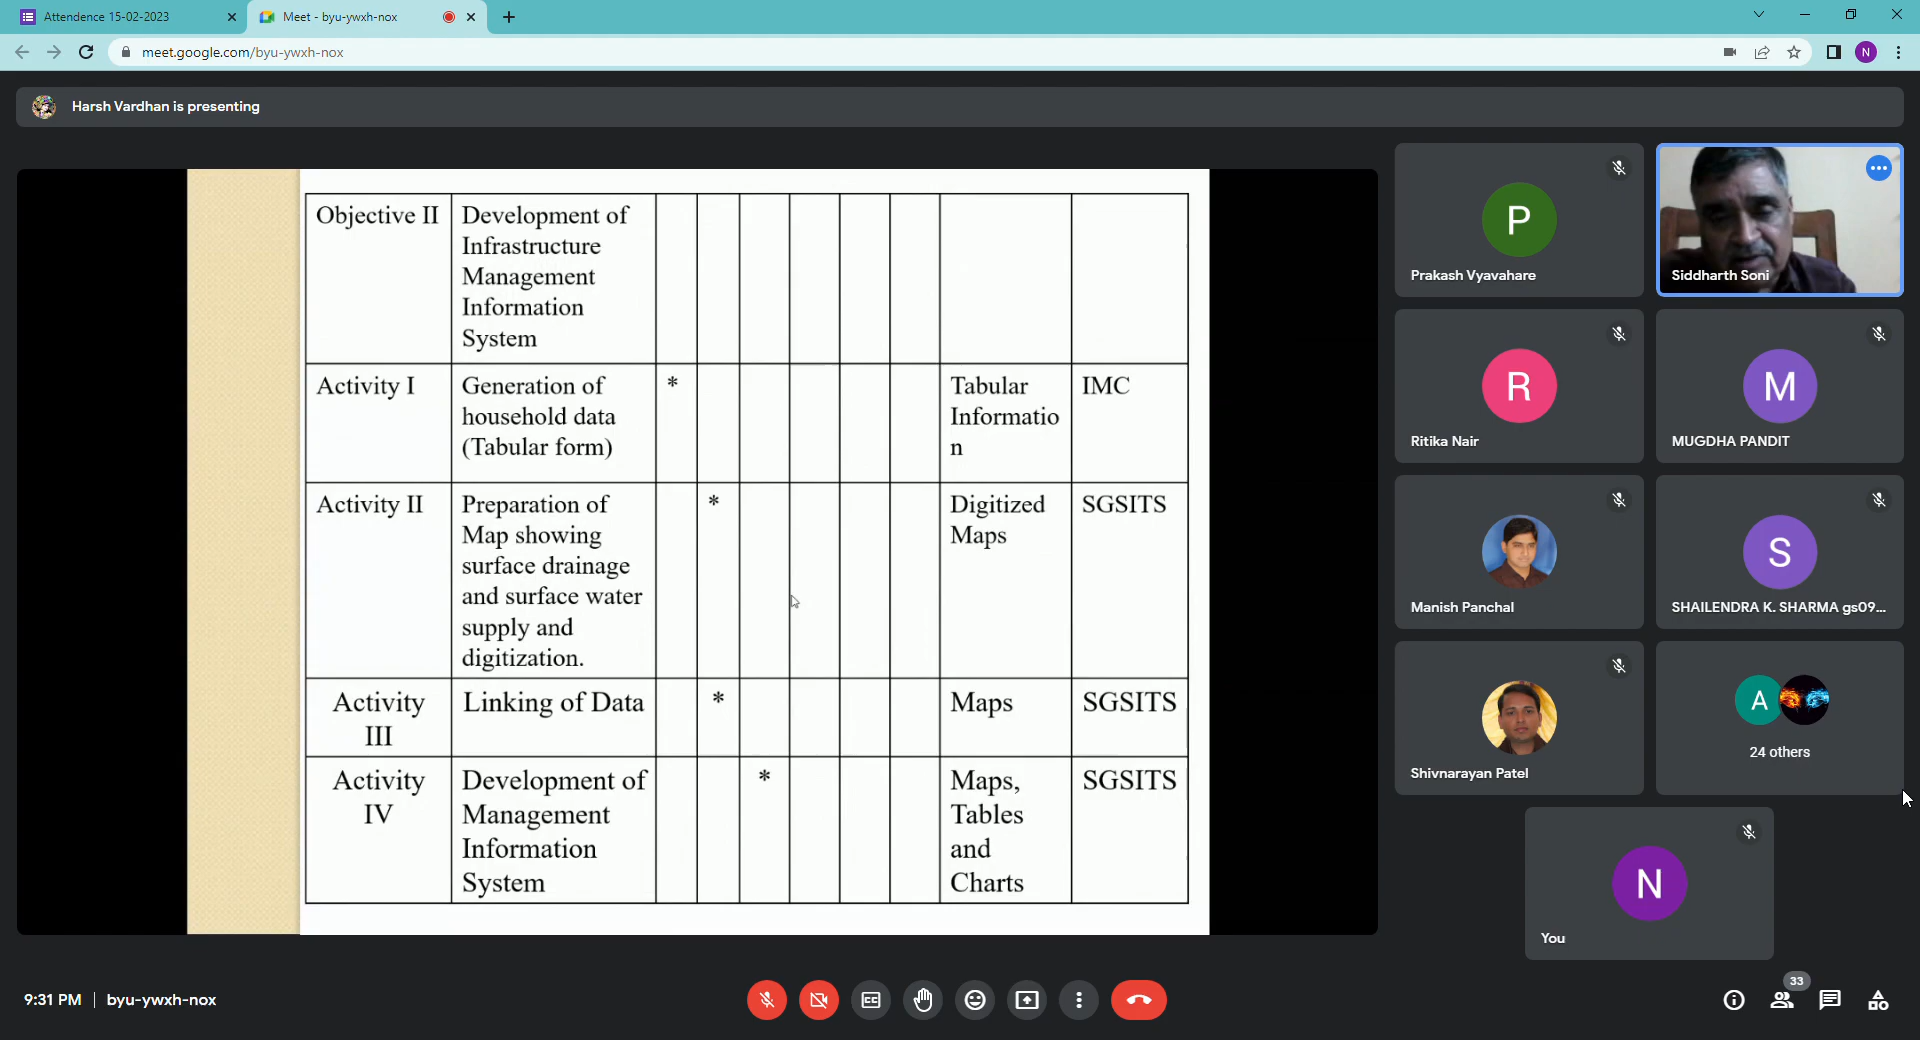 Attendence 15-02-2023
Meet - byu-ywxh-nox
meet.google.com/byu-ywxh-nox
N
Harsh Vardhan is presenting
Objective II
Development of
Infrastructure
Management
Information
System
Activity I
Generation of
household data
(Tabular form)
*
Tabular
Informatio
n
IMC
Activity II
Preparation of
Map showing
surface drainage
and surface water
supply and
digitization.
*
Digitized
Maps
SGSITS
Activity
III
Linking of Data
*
Maps
SGSITS
Activity
IV
Development of
Management
Information
System
*
Maps,
Tables
and
Charts
SGSITS
P
Prakash Vyavahare
Siddharth Soni
R
Ritika Nair
M
MUGDHA PANDIT
Manish Panchal
S
SHAILENDRA K. SHARMA gs09...
Shivnarayan Patel
A
24 others
N
You
9:31 PM | byu-ywxh-nox
CC
33